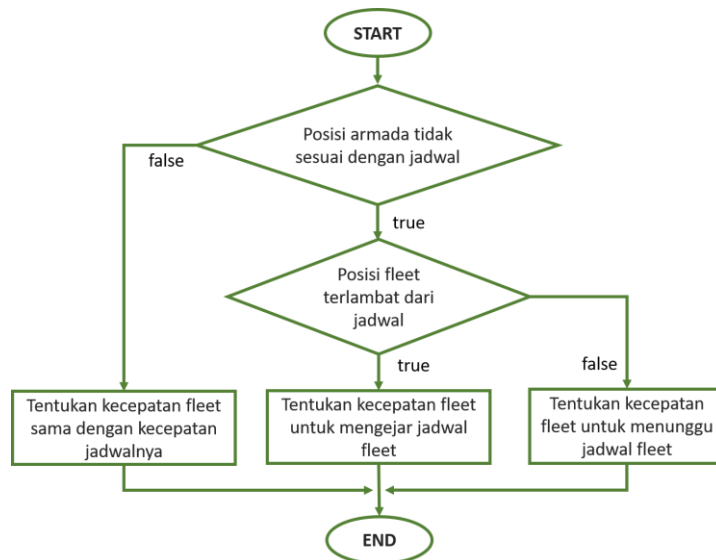 START
Posisi armada tidak
sesuai dengan jadwal
false
true
Posisi fleet
terlambat dari
jadwal
true
false
Tentukan kecepatan fleet
sama dengan kecepatan
jadwalnya
Tentukan kecepatan fleet
untuk mengejar jadwal
fleet
Tentukan kecepatan
fleet untuk menunggu
jadwal fleet
END